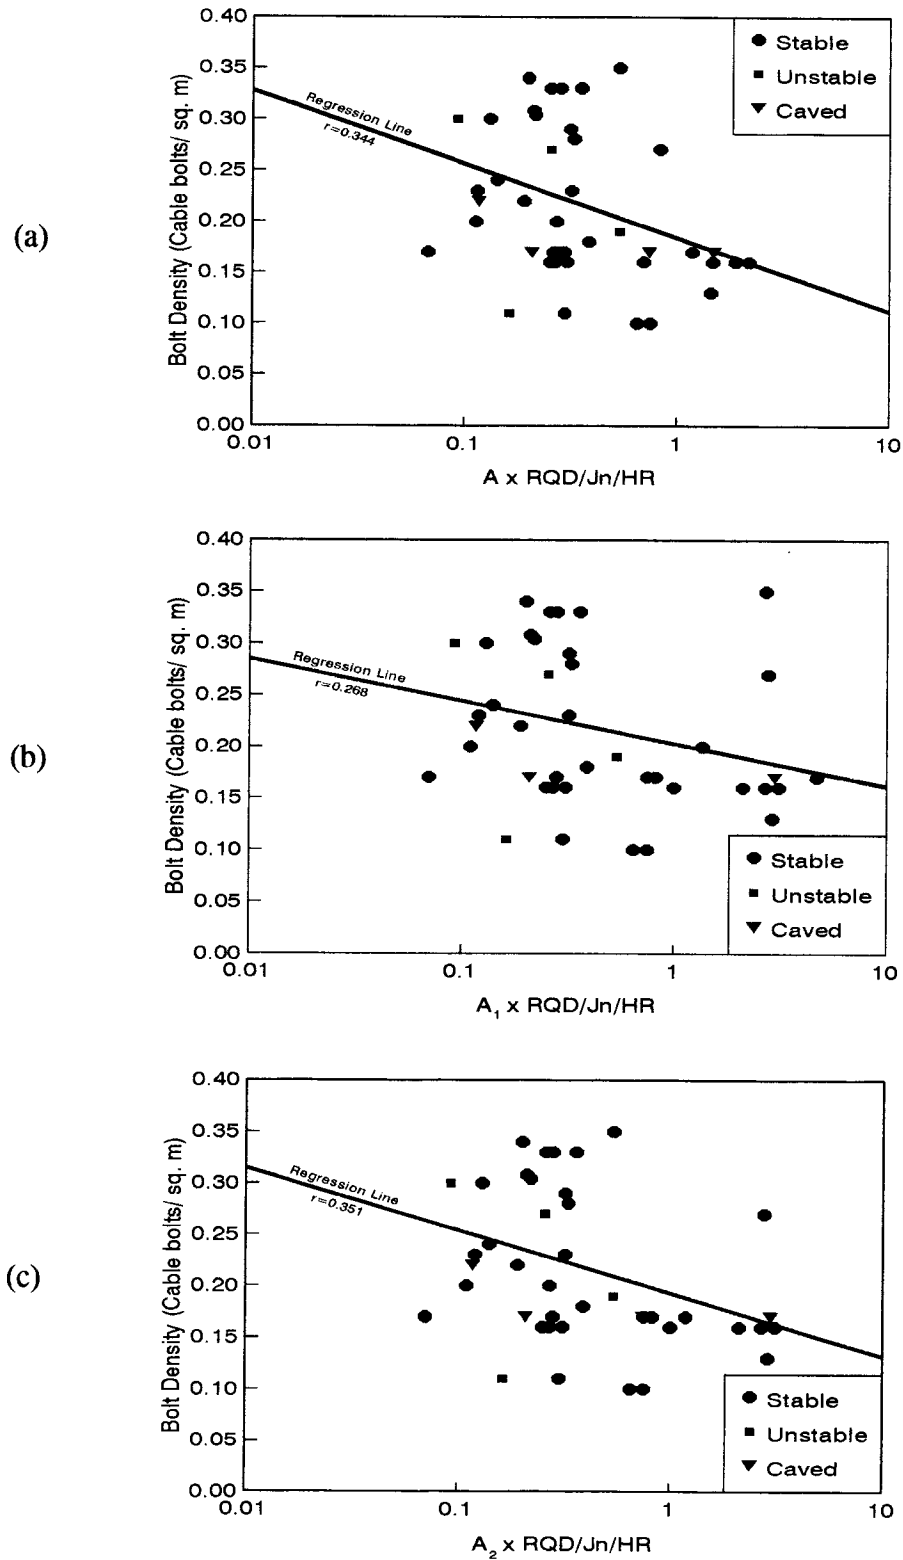 (a)
Bolt Density (Cable bolts/ sq. m)
0.40
0.35
0.30
0.25
0.20
0.15
0.10
0.05
0.00
0.01
0.1
1
10
A x RQD/Jn/HR
Regression Line
r=0.344
Stable
Unstable
Caved
(b)
Bolt Density (Cable bolts/ sq. m)
0.40
0.35
0.30
0.25
0.20
0.15
0.10
0.05
0.00
0.01
0.1
1
10
A₁ x RQD/Jn/HR
Regression Line
r=0.268
Stable
Unstable
Caved
(c)
Bolt Density (Cable bolts/ sq. m)
0.40
0.35
0.30
0.25
0.20
0.15
0.10
0.05
0.00
0.01
0.1
1
10
A₂ x RQD/Jn/HR
Regression Line
r=0.351
Stable
Unstable
Caved